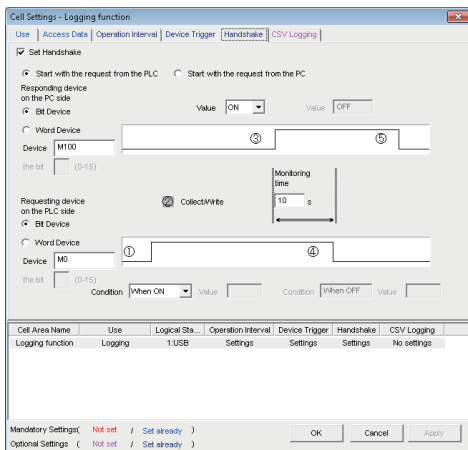 Cell Settings - Logging function
Use Access Data Operation Interval Device Trigger Handshake CSV Logging
Set Handshake
Start with the request from the PLC Start with the request from the PC
Responding device
on the PC side
Bit Device
Value ON Value OFF
Word Device
Device M100
③ ⑤
the bit (0-15)
Monitoring
time
10 s
Requesting device
on the PLC side
② Collect/Write
Bit Device
Word Device
Device M0
① ④
the bit (0-15)
Condition When ON Value Condition When OFF Value
Cell Area Name Use Logical Sta... Operation Interval Device Trigger Handshake CSV Logging
Logging function Logging 1:USB Settings Settings Settings No settings
Mandatory Settings( Not set / Set already )
Optional Settings ( Not set / Set already )
OK Cancel Apply